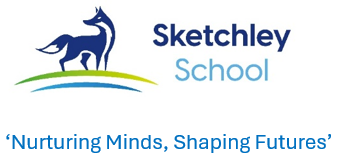 Sketchley
School
‘Nurturing Minds, Shaping Futures’